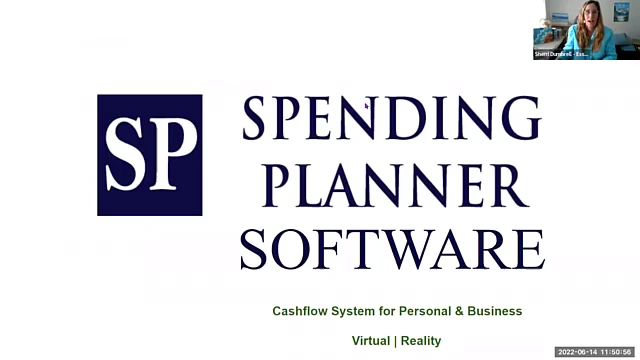 SP
SPENDING
PLANNER
SOFTWARE
Cashflow System for Personal & Business
Virtual | Reality
2022-06-14 11:50:56